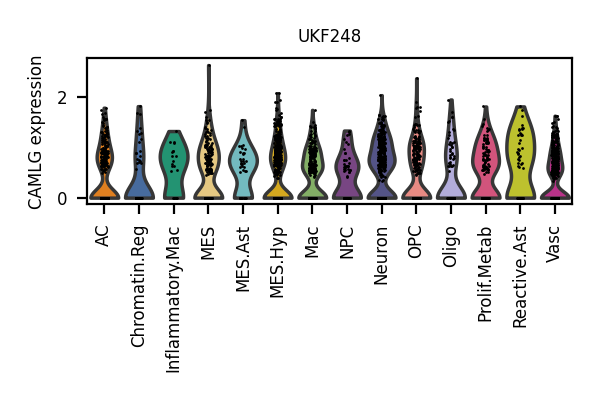 UKF248
CAMLG expression
2
0
AC
Chromatin.Reg
Inflammatory.Mac
MES
MES.Ast
MES.Hyp
Mac
NPC
Neuron
OPC
Oligo
Prolif.Metab
Reactive.Ast
Vasc